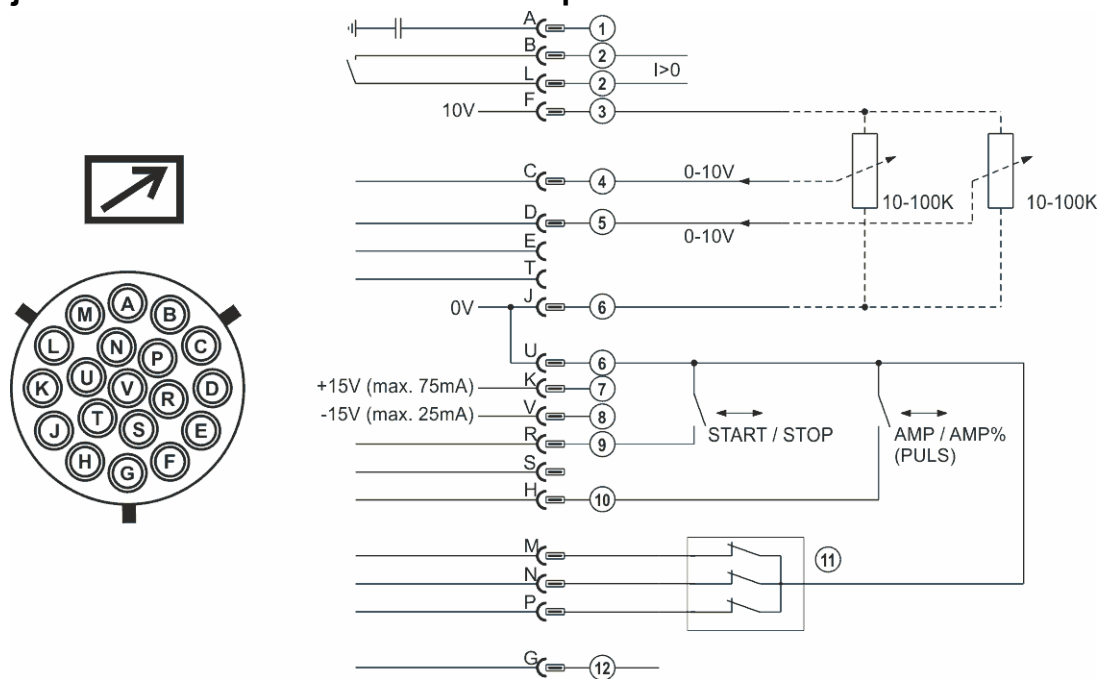 A 1
B 2
L 2 I>0
10V F 3
C 4 0-10V 10-100K 10-100K
D 5 0-10V
E
T
0V J 6
U 6
+15V (max. 75mA) K 7
-15V (max. 25mA) V 8
R 9 START / STOP AMP / AMP%
(PULS)
S
H 10
M 11
N
P
G 12
A
M B
N P
L C
U V R
K D
T S
J E
H F
G